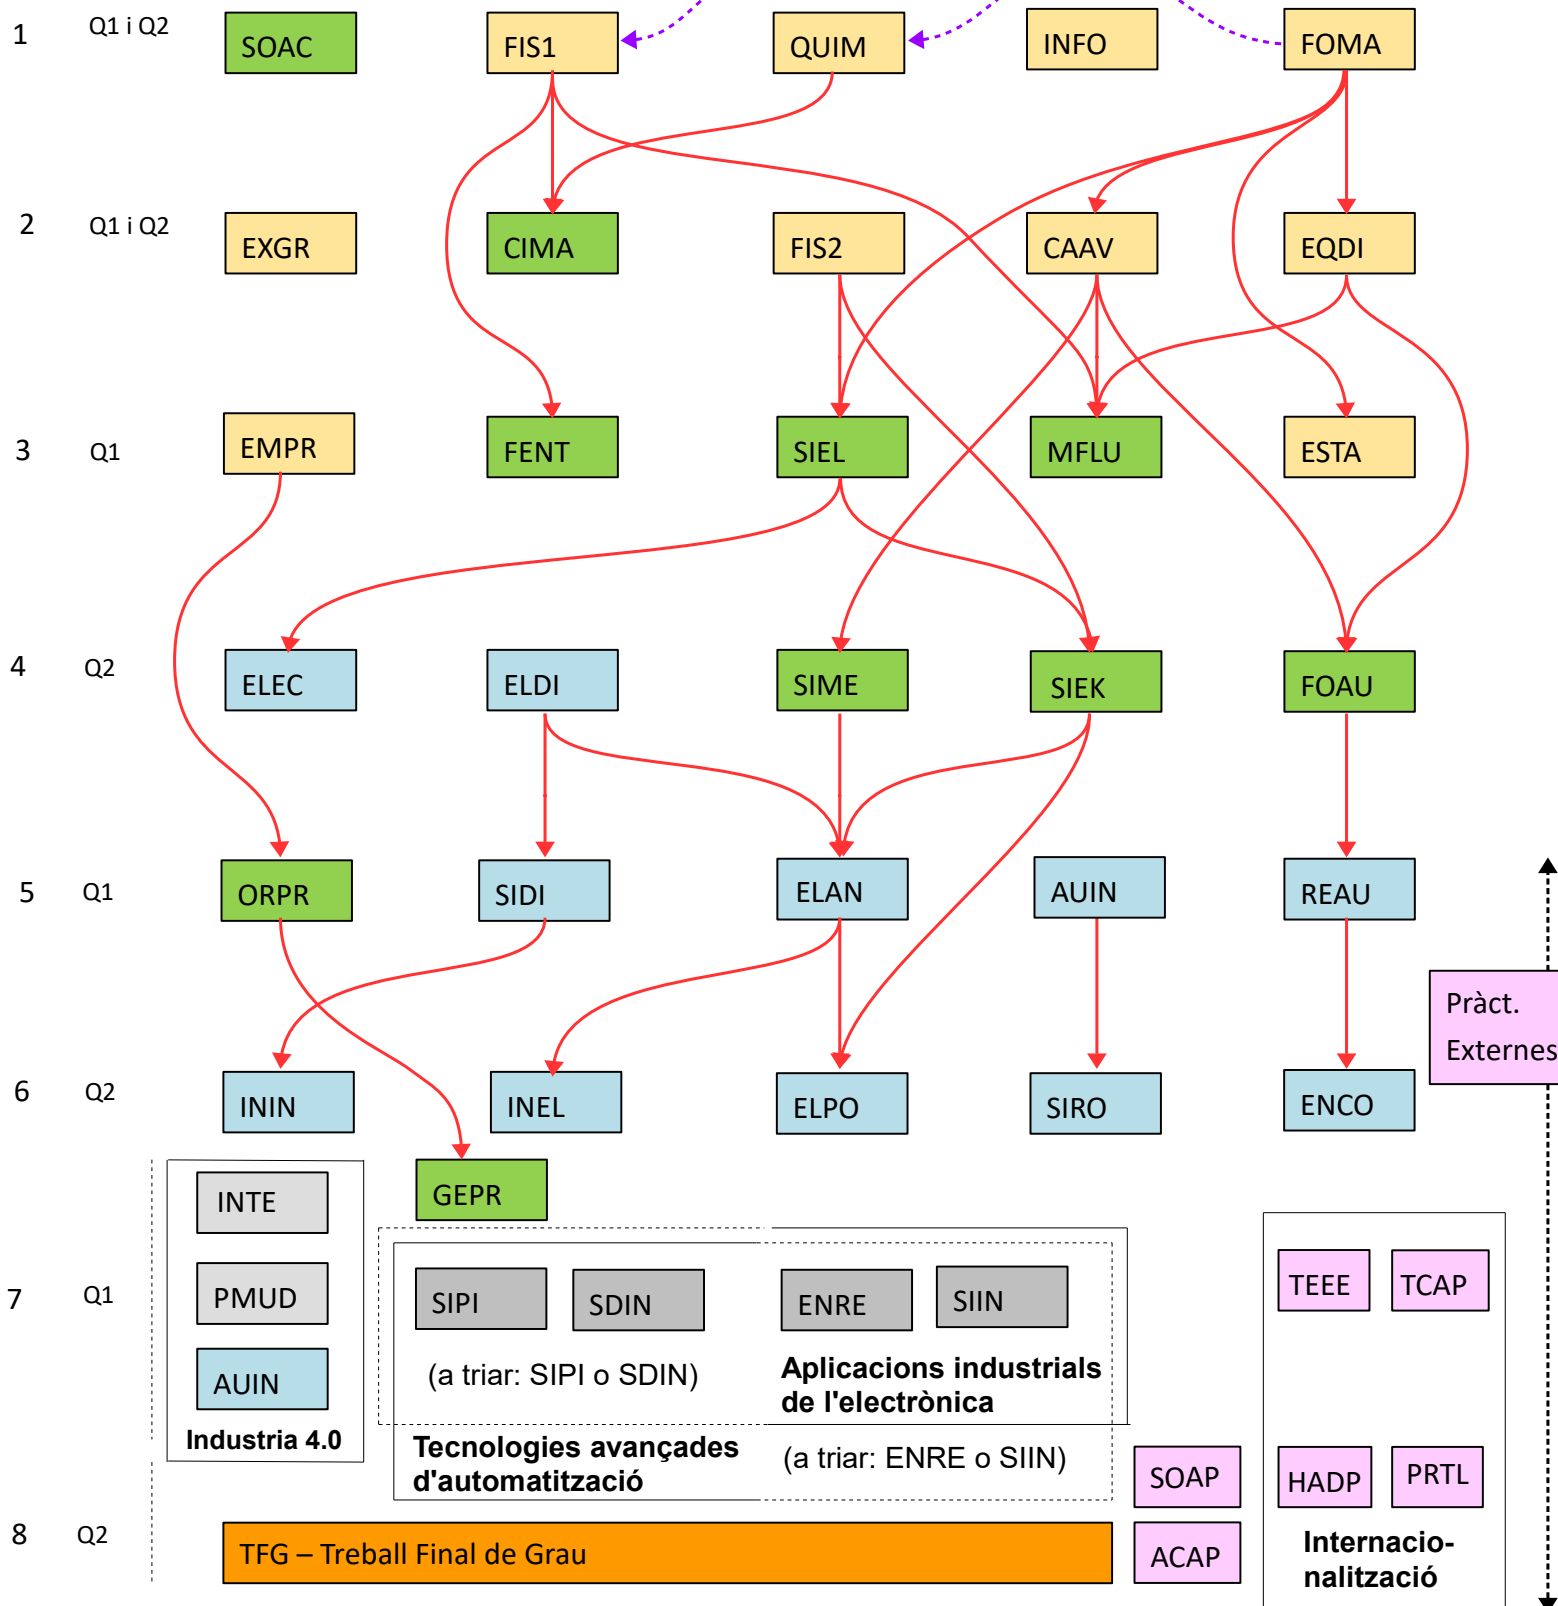 1 Q1 i Q2 SOAC FIS1 QUIM INFO FOMA
2 Q1 i Q2 EXGR CIMA FIS2 CAAV EQDI
3 Q1 EMPR FENT SIEL MFLU ESTA
4 Q2 ELEC ELDI SIME SIEK FOAU
5 Q1 ORPR SIDI ELAN AUIN REAU
Pràct.
Externes
6 Q2 ININ INEL ELPO SIRO ENCO
INTE GEPR
7 Q1 PMUD SIPI SDIN ENRE SIIN TEEE TCAP
AUIN
Industria 4.0
(a triar: SIPI o SDIN)
Aplicacions industrials
de l'electrònica
Tecnologies avançades
d'automatització
(a triar: ENRE o SIIN)
SOAP HADP PRTL
8 Q2 TFG – Treball Final de Grau ACAP
Internacio-
nalització